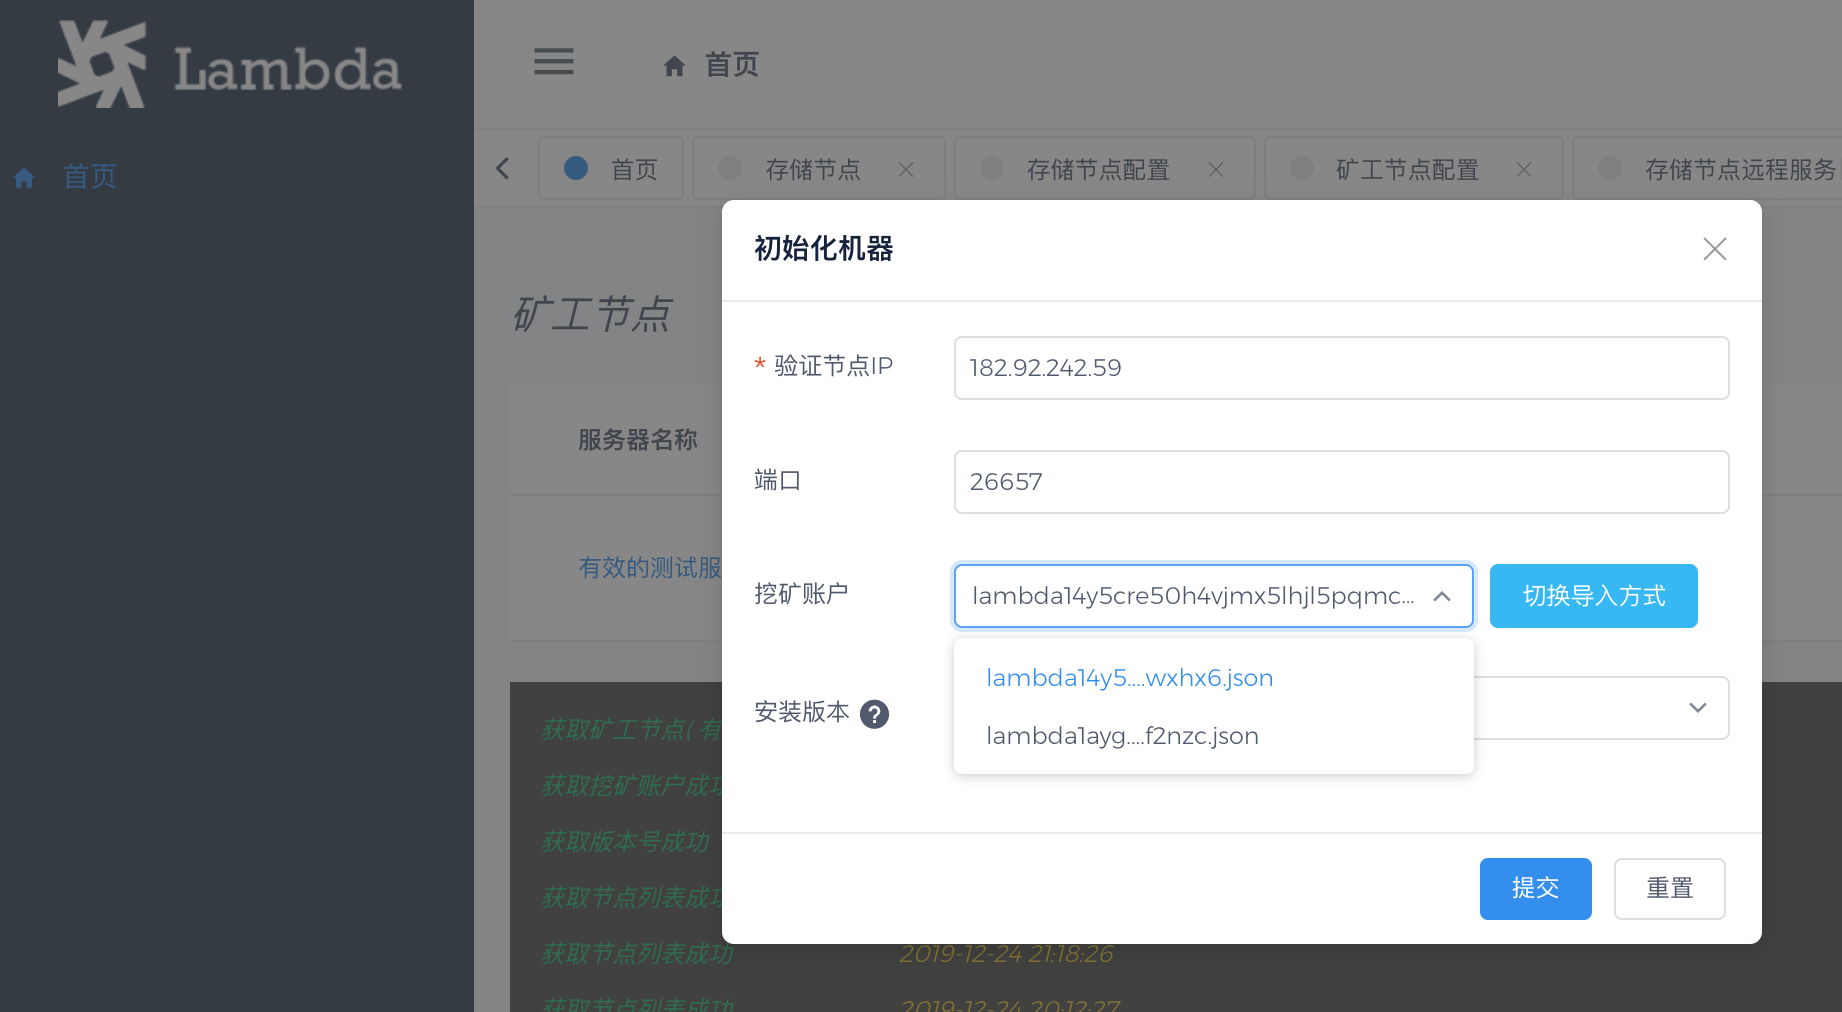 Lambda
首页
首页
首页
存储节点
存储节点配置
矿工节点配置
存储节点远程服务
初始化机器
矿工节点
* 验证节点IP
182.92.242.59
服务器名称
端口
26657
有效的测试服
挖矿账户
lambda14y5cre50h4vjmx5lhjl5pqmc...
切换导入方式
lambda14y5....wxhx6.json
lambda1ayg....f2nzc.json
安装版本 ?
获取矿工节点(有
获取挖矿账户成功
获取版本号成功
获取节点列表成功
提交
重置
获取节点列表成功 2019-12-24 21:18:26
获取节点列表成功 2019-12-24 20:12:27